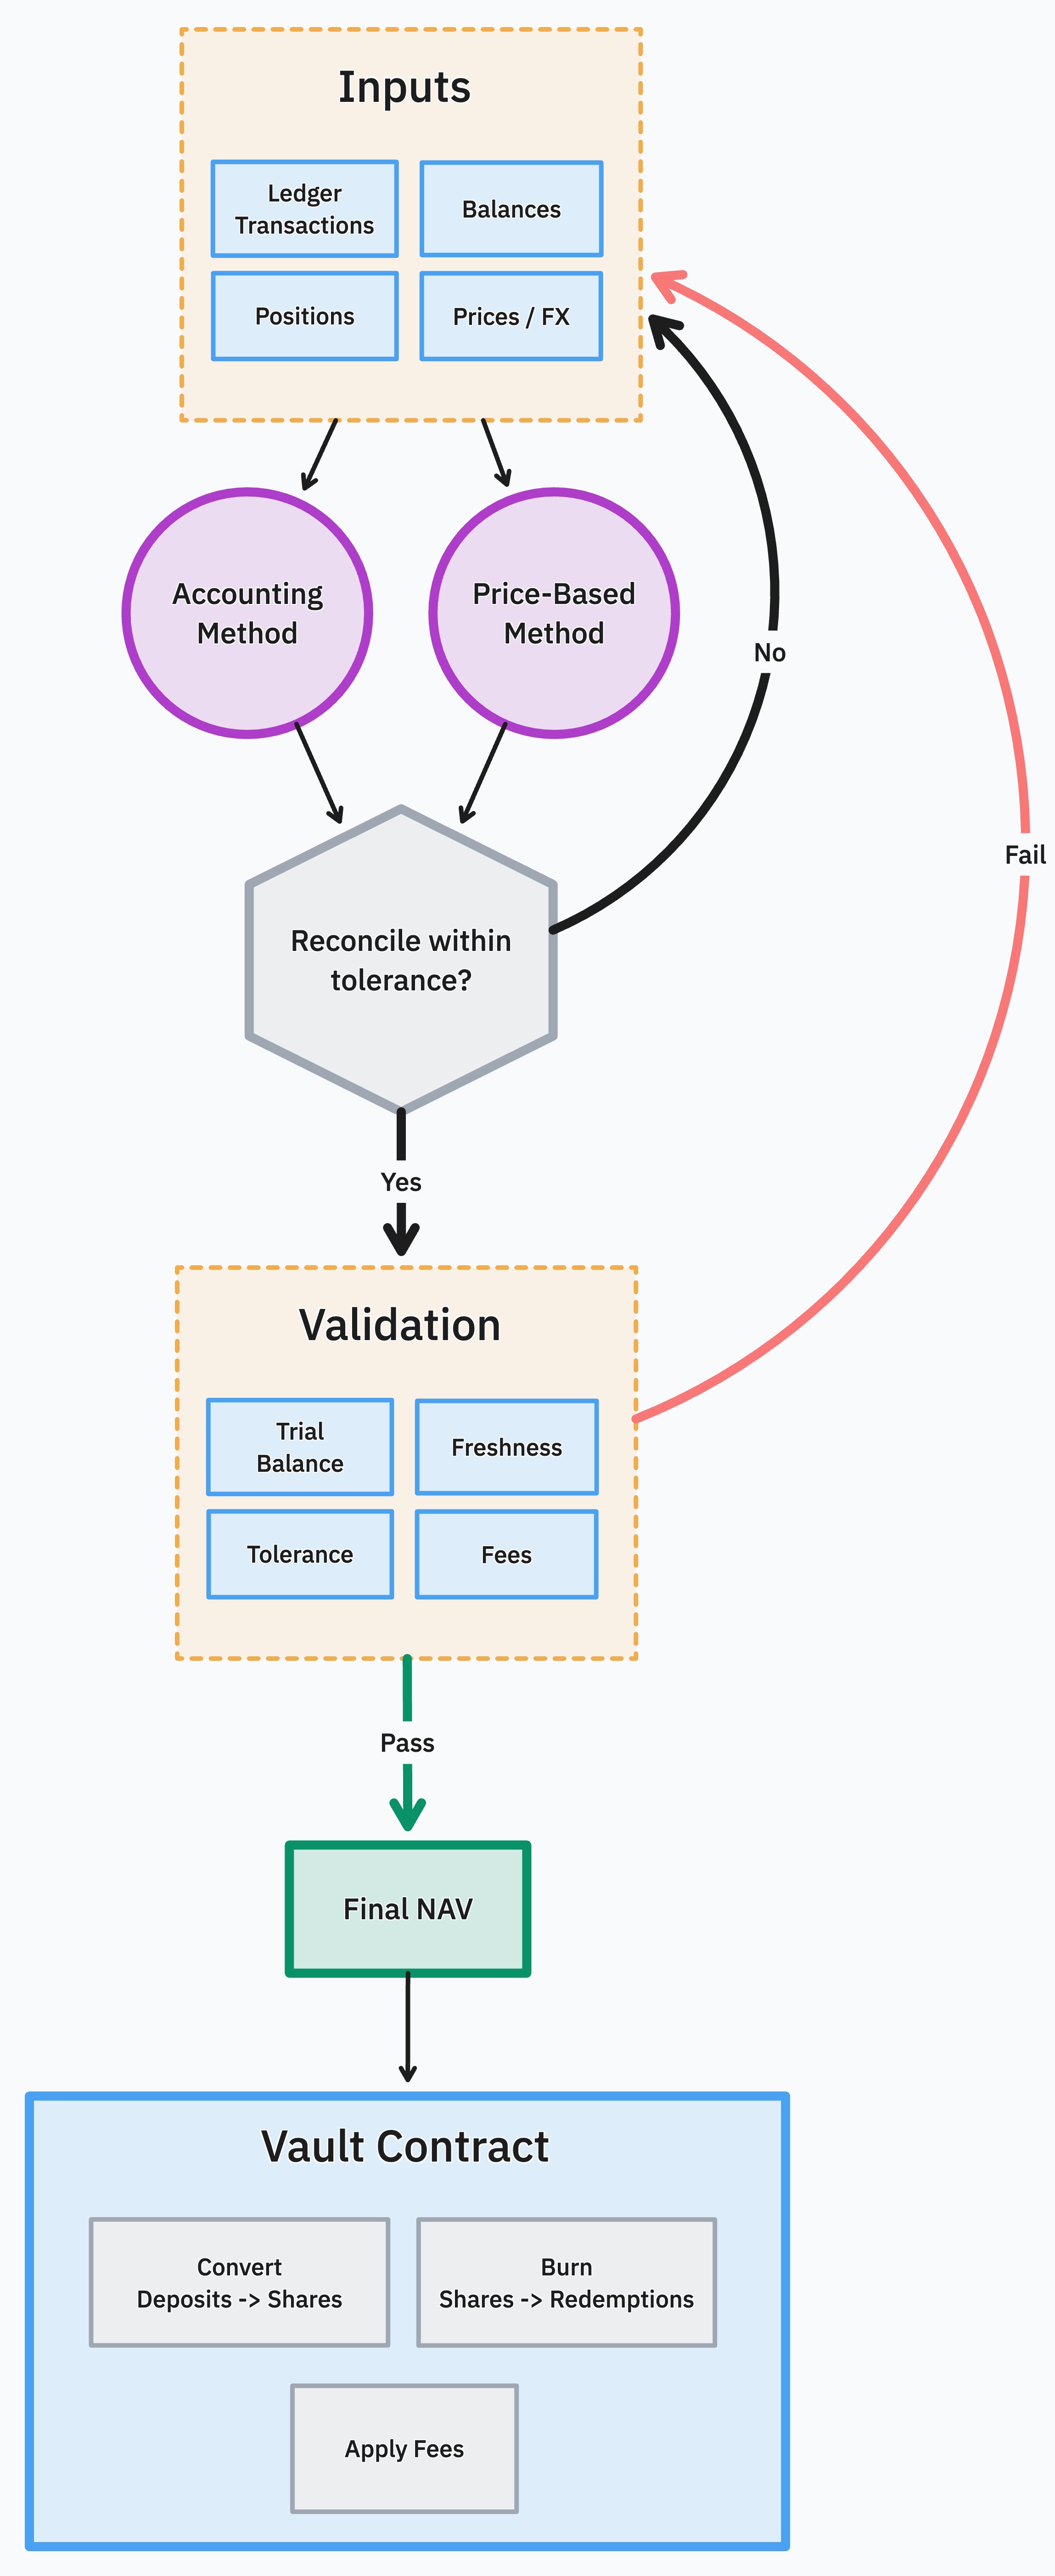 Inputs
Ledger
Transactions
Balances
Positions
Prices / FX
Accounting
Method
Price-Based
Method
No
Reconcile within
tolerance?
Fail
Yes
Validation
Trial
Balance
Freshness
Tolerance
Fees
Pass
Final NAV
Vault Contract
Convert
Deposits -> Shares
Burn
Shares -> Redemptions
Apply Fees